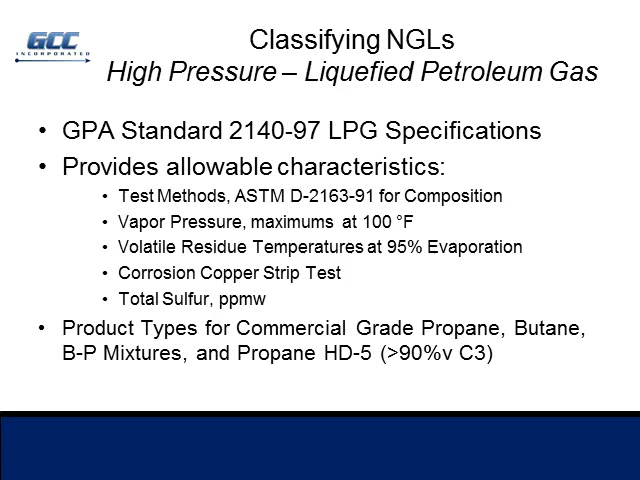 GCC
INCORPORATED
Classifying NGLs
High Pressure – Liquefied Petroleum Gas
• GPA Standard 2140-97 LPG Specifications
• Provides allowable characteristics:
• Test Methods, ASTM D-2163-91 for Composition
• Vapor Pressure, maximums at 100 °F
• Volatile Residue Temperatures at 95% Evaporation
• Corrosion Copper Strip Test
• Total Sulfur, ppmw
• Product Types for Commercial Grade Propane, Butane,
B-P Mixtures, and Propane HD-5 (>90%v C3)